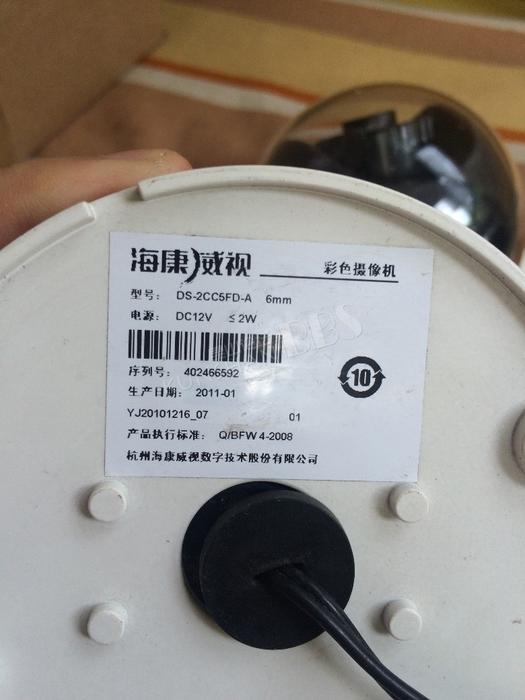 海康威视 彩色摄像机
型号： DS-2CC5FD-A 6mm
电源： DC12V ≤2W
序列号： 402466592
10
生产日期： 2011-01
YJ20101216_07 01
产品执行标准： Q/BFW 4-2008
杭州海康威视数字技术股份有限公司